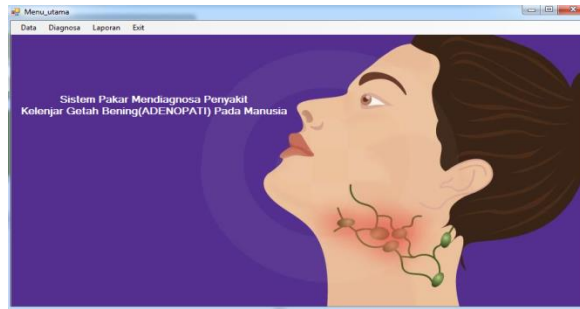 Menu_utama
Data Diagnosa Laporan Exit
Sistem Pakar Mendiagnosa Penyakit
Kelenjar Getah Bening(ADENOPATI) Pada Manusia